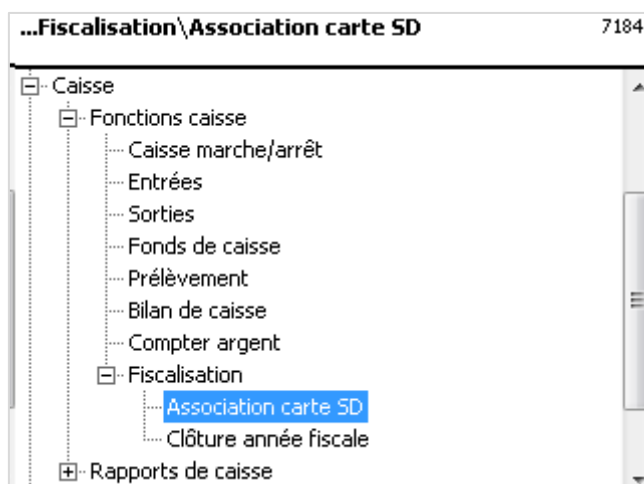 ...Fiscalisation\Association carte SD 7184
Caisse
Fonctions caisse
Caisse marche/arrêt
Entrées
Sorties
Fonds de caisse
Prélèvement
Bilan de caisse
Compter argent
Fiscalisation
Association carte SD
Clôture année fiscale
Rapports de caisse